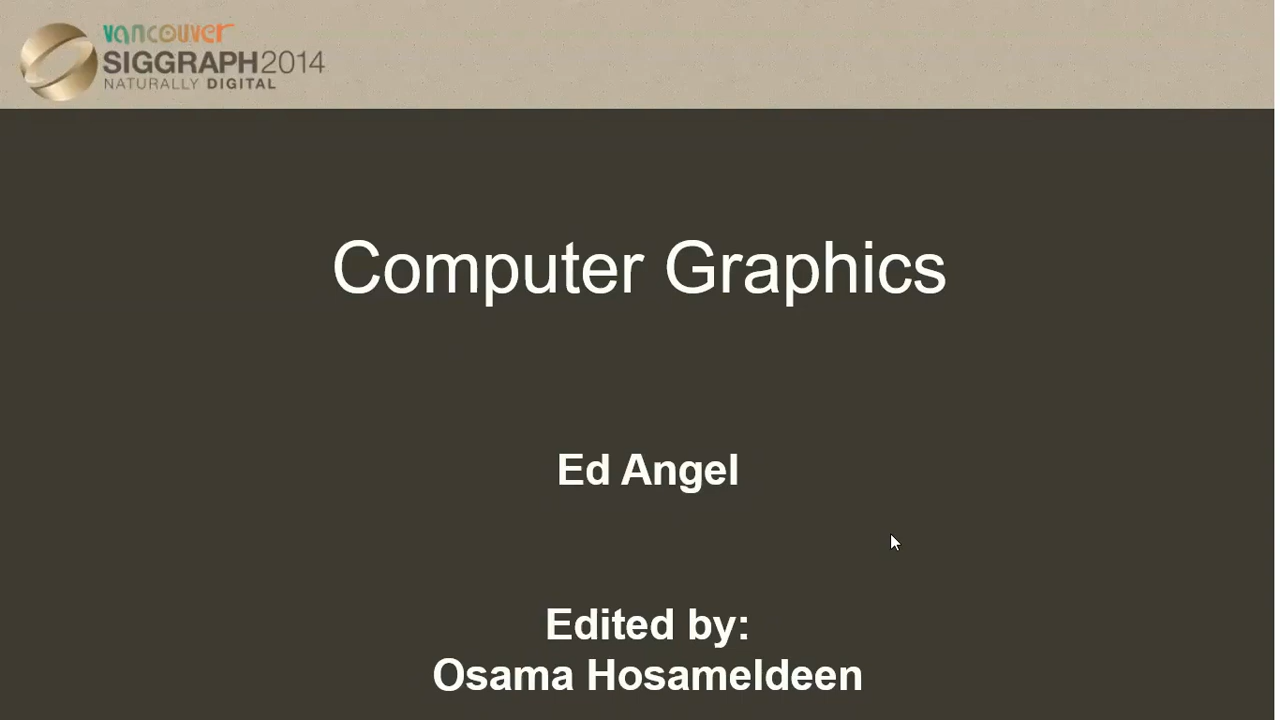 vancouver
SIGGRAPH2014
NATURALLY DIGITAL
Computer Graphics
Ed Angel
Edited by:
Osama Hosameldeen